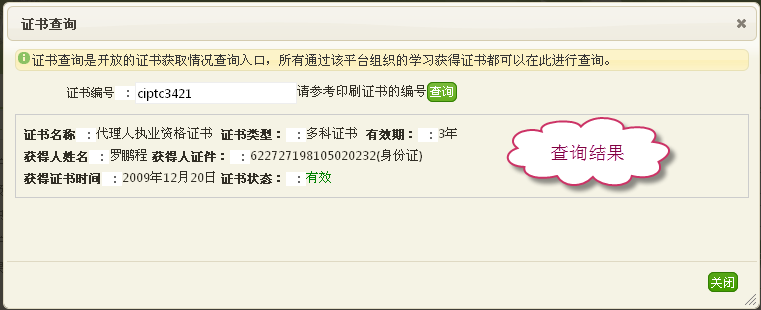 证书查询
证书查询是开放的证书获取情况查询入口，所有通过该平台组织的学习获得证书都可以在此进行查询。
证书编号 : ciptc3421 请参考印刷证书的编号 查询
证书名称 : 代理人执业资格证书 证书类型： : 多科证书 有效期： : 3年
获得人姓名 : 罗鹏程 获得人证件： : 622727198105020232(身份证)
获得证书时间 : 2009年12月20日 证书状态： : 有效
查询结果
关闭